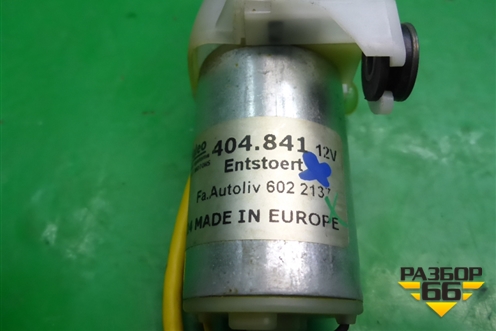 404.841 12V
Entstoert
Fa.Autoliv 602 213
MADE IN EUROPE
РАЗБОР
66